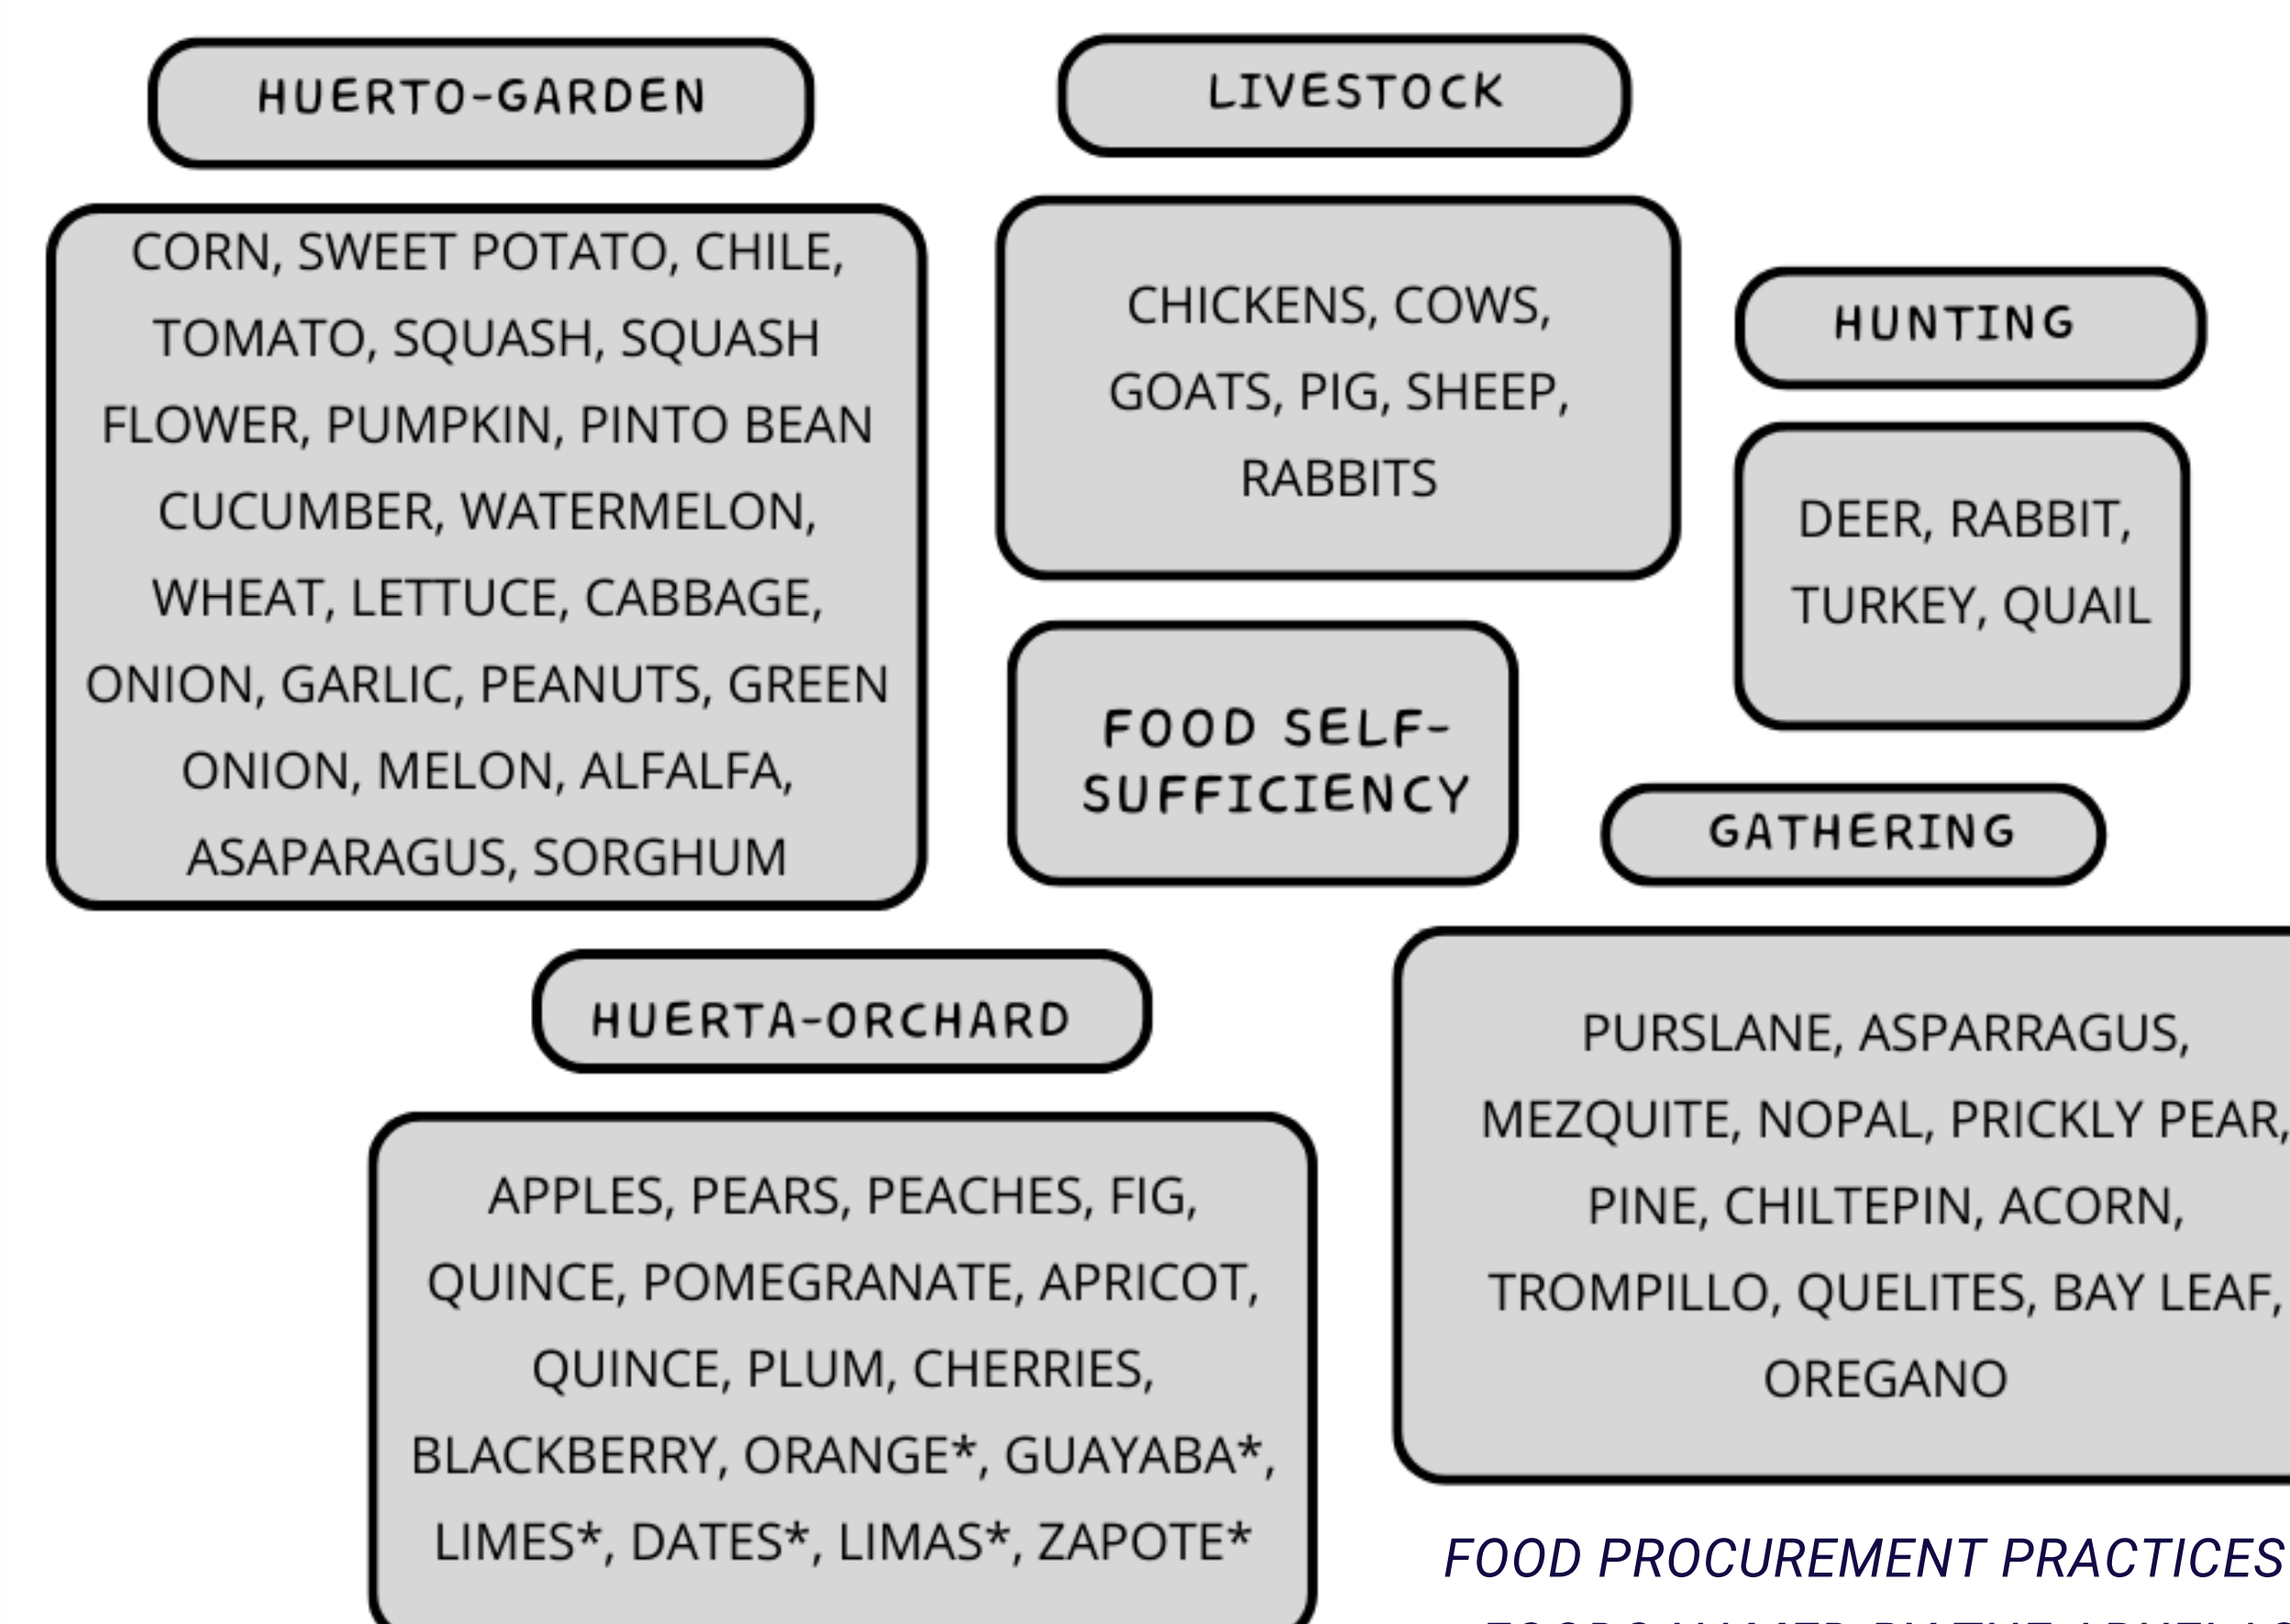 HUERTO-GARDEN
CORN, SWEET POTATO, CHILE,
TOMATO, SQUASH, SQUASH
FLOWER, PUMPKIN, PINTO BEAN
CUCUMBER, WATERMELON,
WHEAT, LETTUCE, CABBAGE,
ONION, GARLIC, PEANUTS, GREEN
ONION, MELON, ALFALFA,
ASAPARAGUS, SORGHUM
LIVESTOCK
CHICKENS, COWS,
GOATS, PIG, SHEEP,
RABBITS
HUNTING
DEER, RABBIT,
TURKEY, QUAIL
FOOD SELF-
SUFFICIENCY
GATHERING
PURSLANE, ASPARRAGUS,
MEZQUITE, NOPAL, PRICKLY PEAR,
PINE, CHILTEPIN, ACORN,
TROMPILLO, QUELITES, BAY LEAF,
OREGANO
HUERTA-ORCHARD
APPLES, PEARS, PEACHES, FIG,
QUINCE, POMEGRANATE, APRICOT,
QUINCE, PLUM, CHERRIES,
BLACKBERRY, ORANGE*, GUAYABA*,
LIMES*, DATES*, LIMAS*, ZAPOTE*
FOOD PROCUREMENT PRACTICES